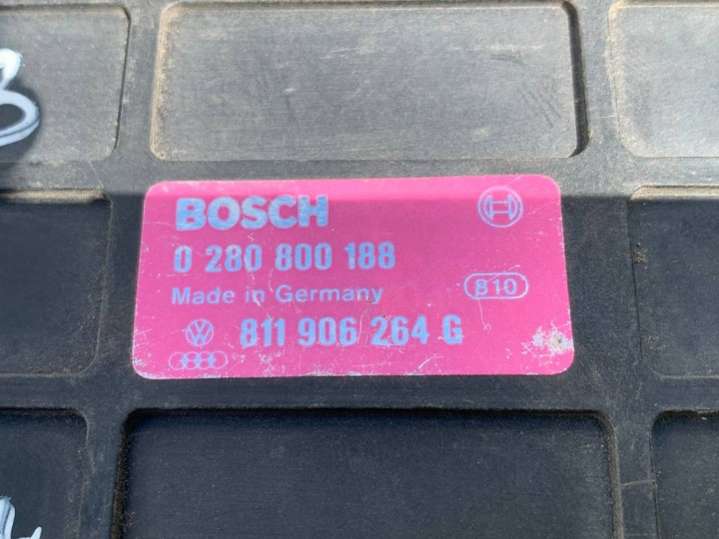 BOSCH
0 280 800 188
Made in Germany
810
811 906 264 G